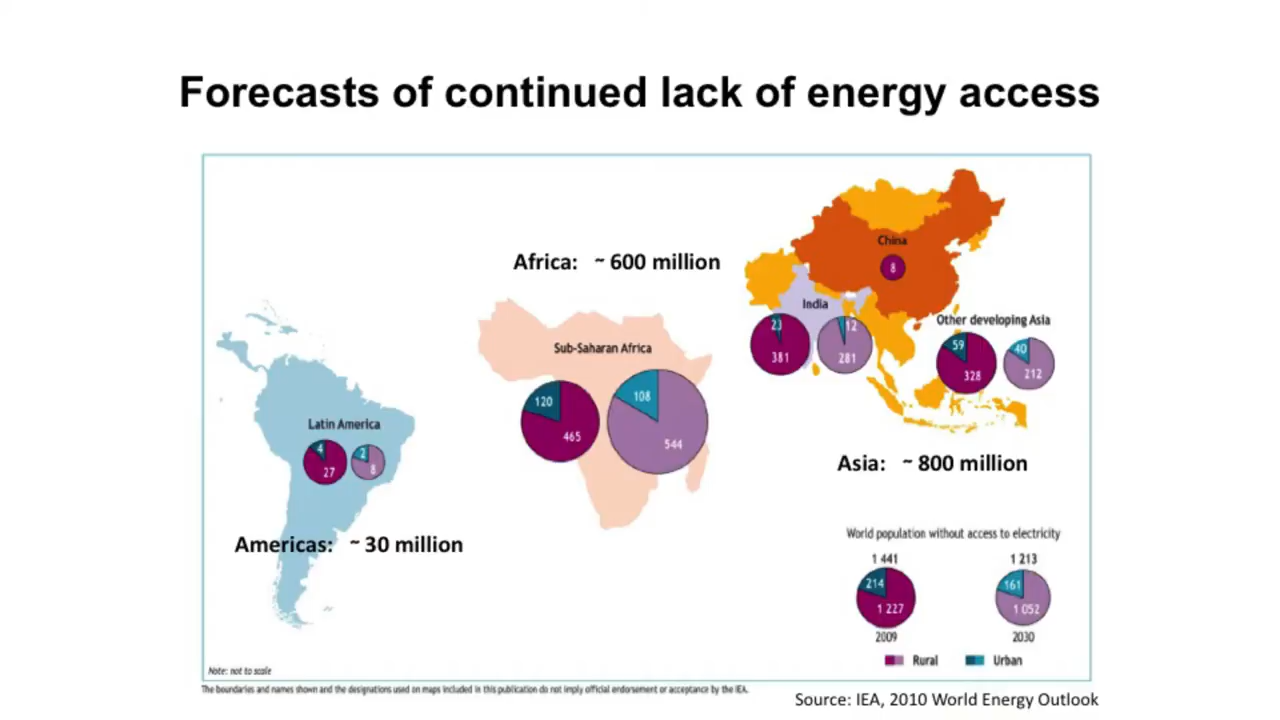 Forecasts of continued lack of energy access
Africa: ~ 600 million
China
8
India
23
381
12
281
Other developing Asia
59
328
40
212
Sub-Saharan Africa
120
465
108
544
Latin America
4
27
2
8
Asia: ~ 800 million
Americas: ~ 30 million
World population without access to electricity
1 441
1 213
214
1 227
161
1 052
2009
2030
Rural
Urban
Note: not to scale
The boundaries and names shown and the designations used on maps included in this publication do not imply official endorsement or acceptance by the IEA.
Source: IEA, 2010 World Energy Outlook